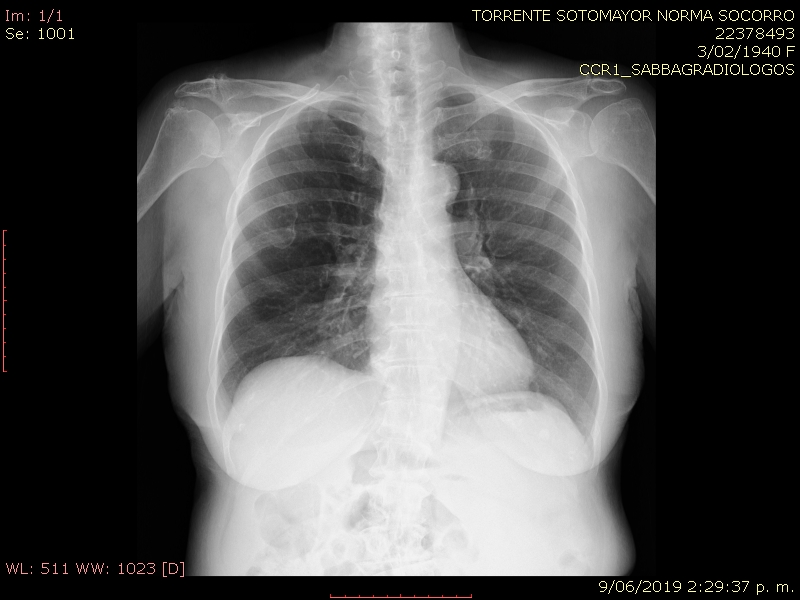 Im: 1/1
Se: 1001
TORRENTE SOTOMAYOR NORMA SOCORRO
22378493
3/02/1940 F
CCR1_SABBAGRADIOLOGOS
WL: 511 WW: 1023 [D]
9/06/2019 2:29:37 p. m.